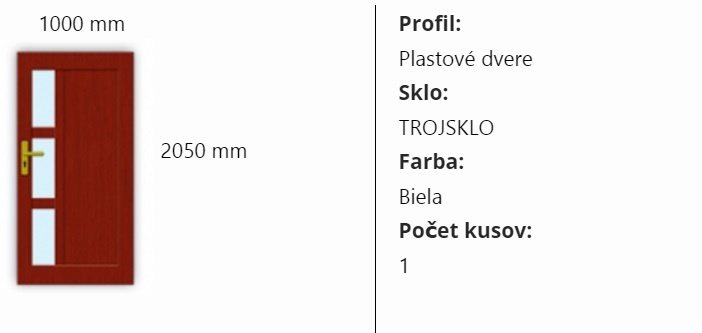 1000 mm
2050 mm
Profil:
Plastové dvere
Sklo:
TROJSKLO
Farba:
Biela
Počet kusov:
1